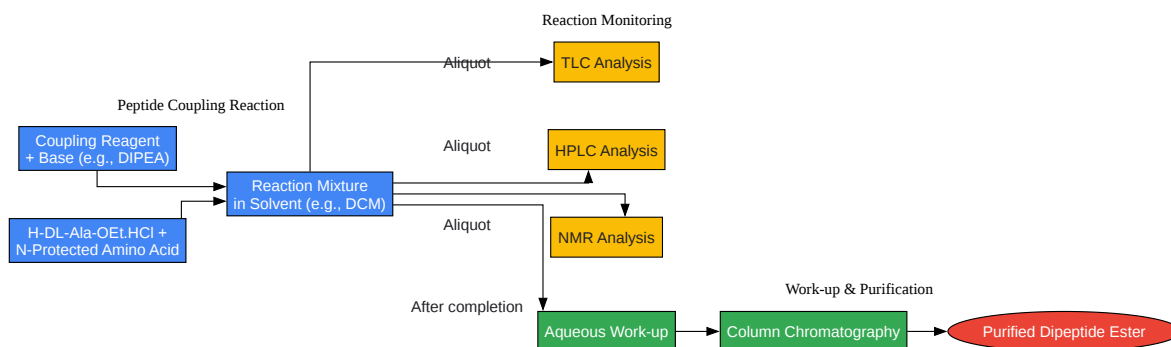 Reaction Monitoring
Aliquot
TLC Analysis
Peptide Coupling Reaction
Coupling Reagent
+ Base (e.g., DIPEA)
Aliquot
HPLC Analysis
Reaction Mixture
in Solvent (e.g., DCM)
H-DL-Ala-OEt.HCl +
N-Protected Amino Acid
Aliquot
NMR Analysis
After completion
Work-up & Purification
Aqueous Work-up
Column Chromatography
Purified Dipeptide Ester